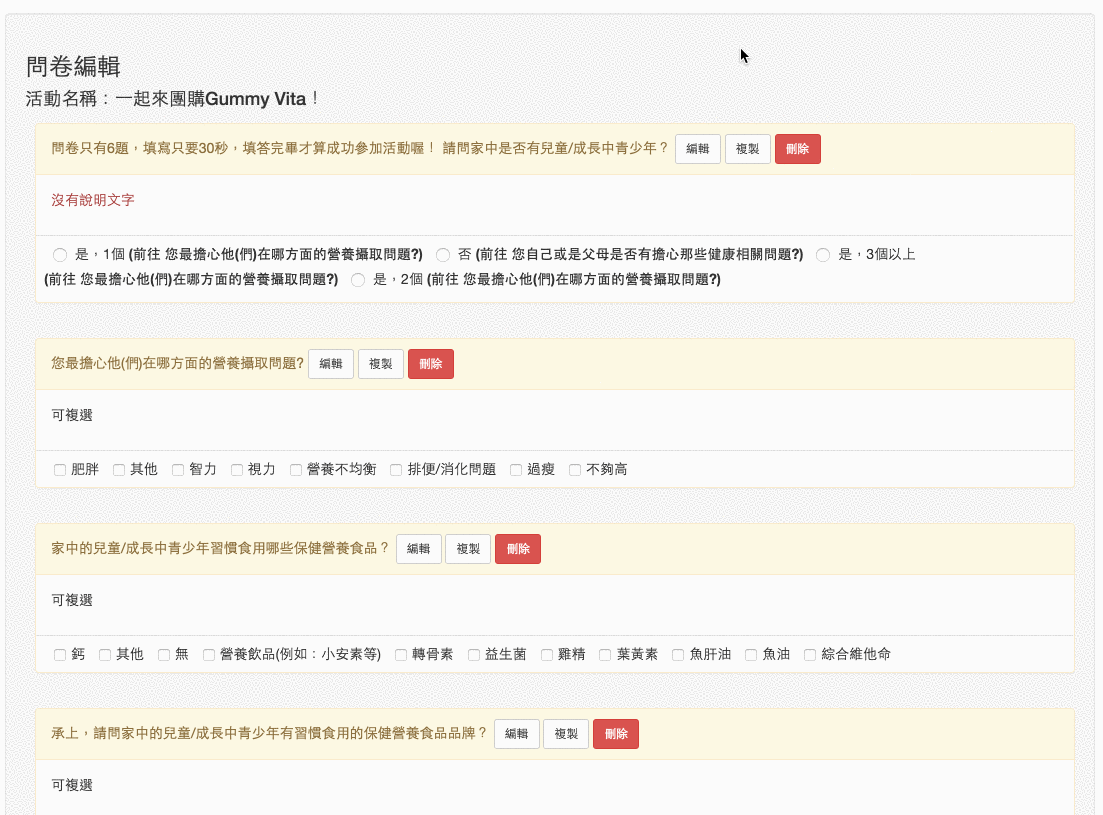 問卷編輯
活動名稱：一起來團購Gummy Vita！
問卷只有6題，填寫只要30秒，填答完畢才算成功參加活動喔！ 請問家中是否有兒童/成長中青少年？ 編輯 複製 刪除
沒有說明文字
是，1個 (前往 您最擔心他(們)在哪方面的營養攝取問題?) 否 (前往 您自己或是父母是否有擔心那些健康相關問題?) 是，3個以上
(前往 您最擔心他(們)在哪方面的營養攝取問題?) 是，2個 (前往 您最擔心他(們)在哪方面的營養攝取問題?)
您最擔心他(們)在哪方面的營養攝取問題? 編輯 複製 刪除
可複選
肥胖 其他 智力 視力 營養不均衡 排便/消化問題 過瘦 不夠高
家中的兒童/成長中青少年習慣食用哪些保健營養食品？ 編輯 複製 刪除
可複選
鈣 其他 無 營養飲品(例如：小安素等) 轉骨素 益生菌 雞精 葉黃素 魚肝油 魚油 綜合維他命
承上，請問家中的兒童/成長中青少年有習慣食用的保健營養食品品牌？ 編輯 複製 刪除
可複選